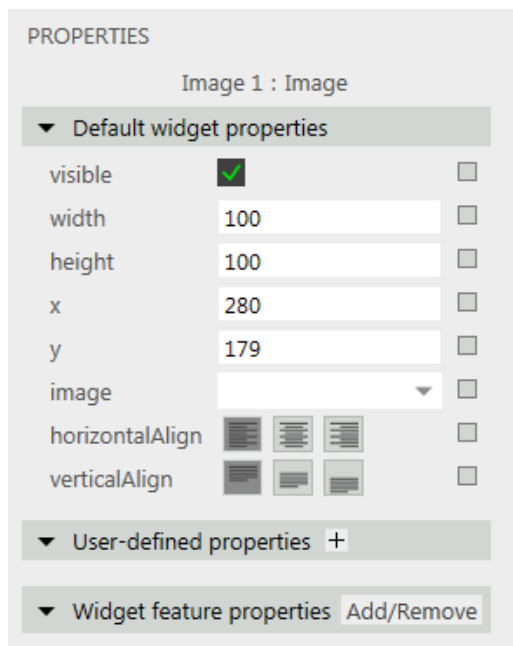 PROPERTIES
Image 1 : Image
Default widget properties
visible
width 100
height 100
x 280
y 179
image
horizontalAlign
verticalAlign
User-defined properties +
Widget feature properties Add/Remove